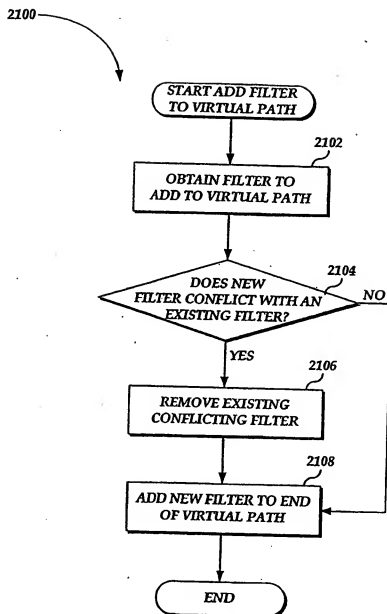 2100
START ADD FILTER
TO VIRTUAL PATH
2102
OBTAIN FILTER TO
ADD TO VIRTUAL PATH
2104
DOES NEW
FILTER CONFLICT WITH AN
EXISTING FILTER?
NO
YES
2106
REMOVE EXISTING
CONFLICTING FILTER
2108
ADD NEW FILTER TO END
OF VIRTUAL PATH
END